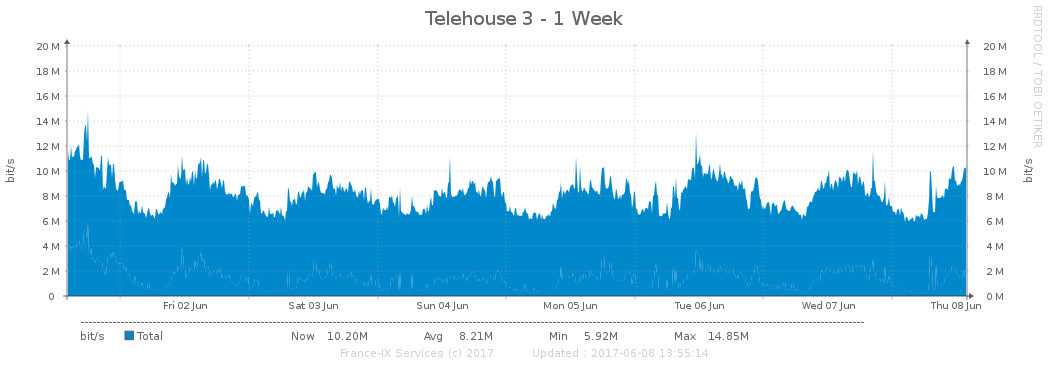 Telehouse 3 - 1 Week
RRDTOOL / TOBI OETIKER
20 M 20 M
18 M 18 M
16 M 16 M
14 M 14 M
12 M 12 M
10 M 10 M
8 M 8 M
6 M 6 M
4 M 4 M
2 M 2 M
0 0 M
bit/s
bit/s
Fri 02 Jun Sat 03 Jun Sun 04 Jun Mon 05 Jun Tue 06 Jun Wed 07 Jun Thu 08 Jun
bit/s Total Now 10.20M Avg 8.21M Min 5.92M Max 14.85M
France-IX Services (c) 2017 Updated : 2017-06-08 13:55:14